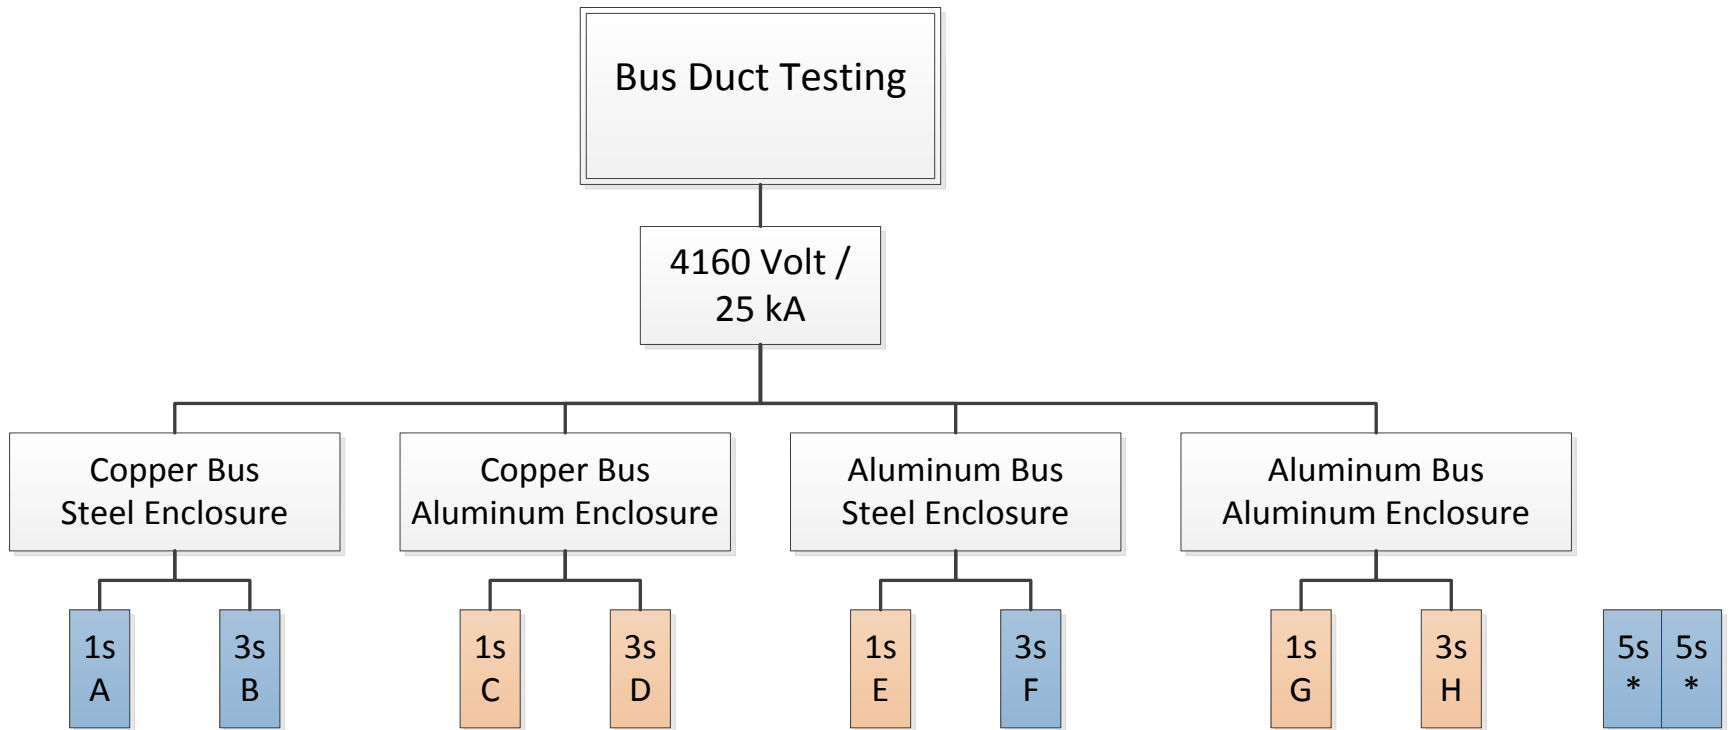 Bus Duct Testing
4160 Volt /
25 kA
Copper Bus
Steel Enclosure
Copper Bus
Aluminum Enclosure
Aluminum Bus
Steel Enclosure
Aluminum Bus
Aluminum Enclosure
1s
A
3s
B
1s
C
3s
D
1s
E
3s
F
1s
G
3s
H
5s
*
5s
*